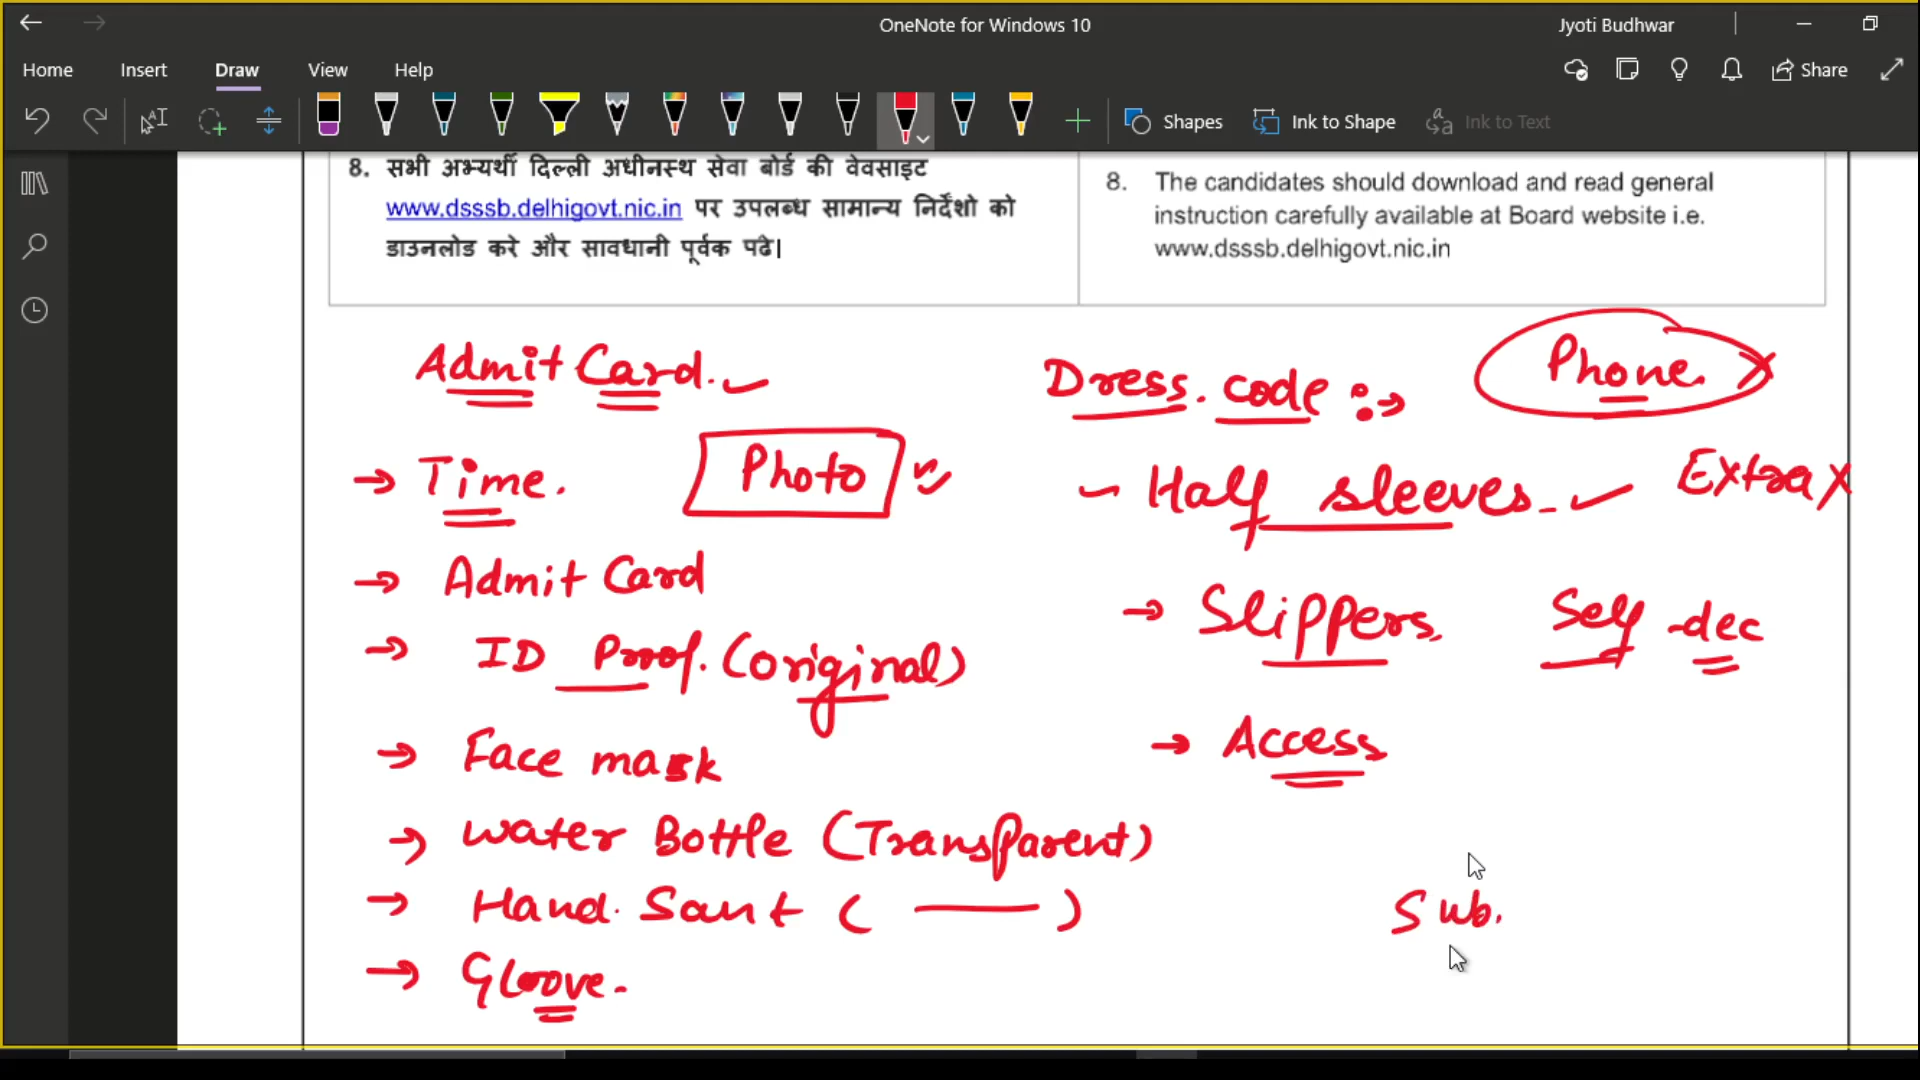 OneNote for Windows 10
Jyoti Budhwar
Home Insert Draw View Help
Share
Shapes
Ink to Shape
Ink to Text
8. सभी अभ्यर्थी दिल्ली अधीनस्थ सेवा बोर्ड की वेवसाइट
www.dsssb.delhigovt.nic.in पर उपलब्ध सामान्य निर्देशो को
डाउनलोड करे और सावधानी पूर्वक पढे|
8. The candidates should download and read general
instruction carefully available at Board website i.e.
www.dsssb.delhigovt.nic.in
Admit Card.
→ Time.
Photo
→ Admit Card
→ ID Proof. (original)
→ Face mask
→ Water Bottle (Transparent)
→ Hand. Sant ( — )
→ Gloove.
Dress. code :→
Phone. x
- Half sleeves.
Extra x
→ Slippers.
Self -dec
→ Access
Sub.